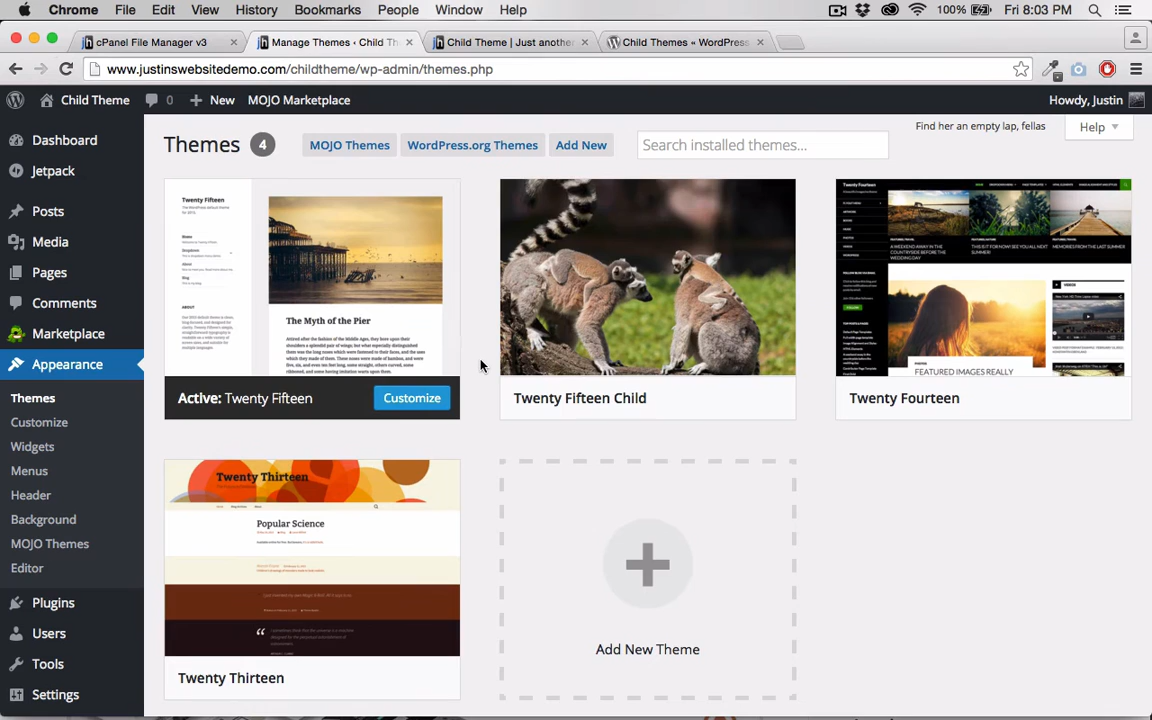 Chrome File Edit View History Bookmarks People Window Help 100% Fri 8:03 PM
cPanel File Manager v3 Manage Themes ‹ Child Th Child Theme | Just anothe Child Themes « WordPress
www.justinswebsitedemo.com/childtheme/wp-admin/themes.php
Child Theme 0 New MOJO Marketplace Howdy, Justin
Find her an empty lap, fellas
Help
Themes 4 MOJO Themes WordPress.org Themes Add New Search installed themes...
Dashboard
Jetpack
Posts
Media
Pages
Comments
Marketplace
Appearance
Themes
Customize
Widgets
Menus
Header
Background
MOJO Themes
Editor
Plugins
Users
Tools
Settings
Twenty Fifteen
The Myth of the Pier
Active: Twenty Fifteen Customize
Twenty Fifteen Child
Twenty Fourteen
FEATURED IMAGES REALLY
Twenty Fourteen
Twenty Thirteen
Popular Science
Twenty Thirteen
Add New Theme